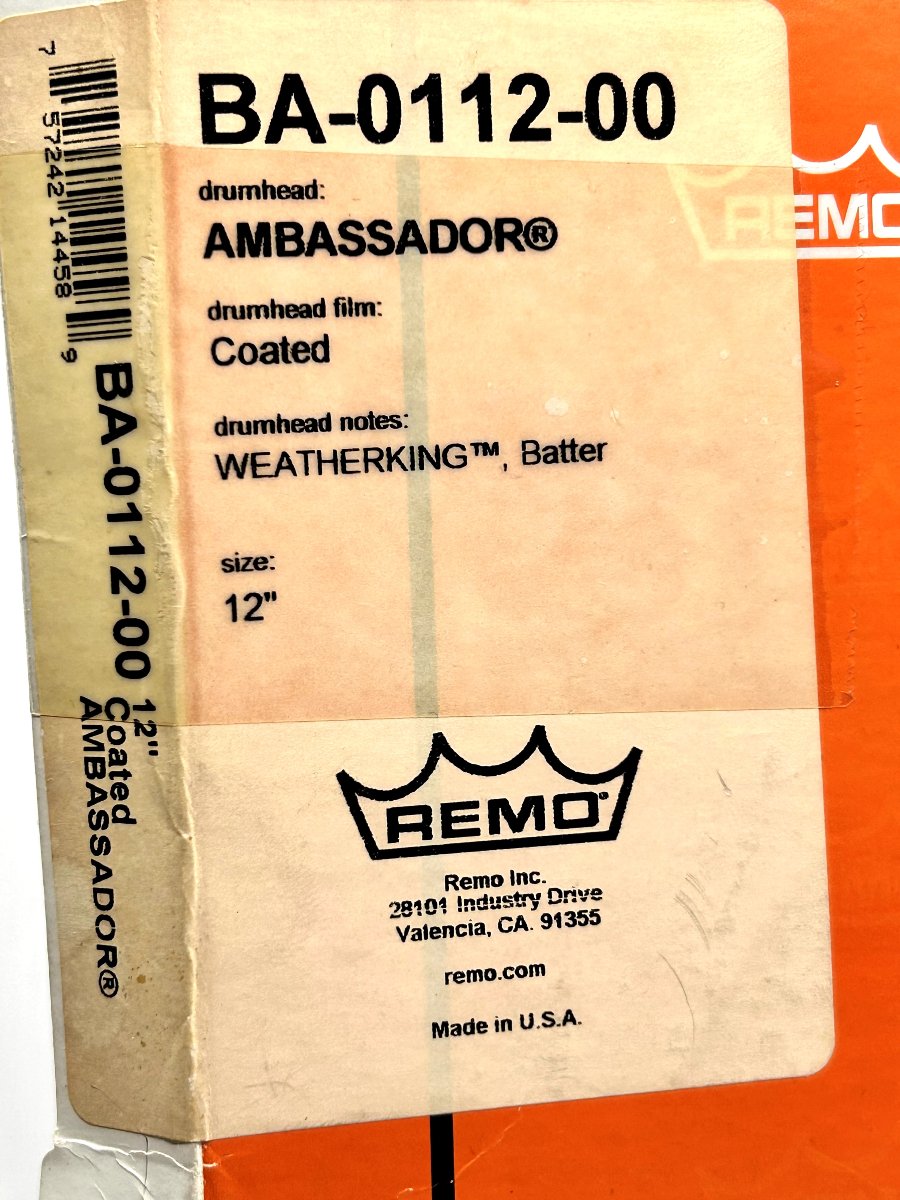 BA-0112-00
drumhead:
AMBASSADOR®
drumhead film:
Coated
drumhead notes:
WEATHERKING™, Batter
size:
12"
REMO®
Remo Inc.
28101 Industry Drive
Valencia, CA. 91355
remo.com
Made in U.S.A.
7 57242 14458 9
BA-0112-00
12"
Coated
AMBASSADOR®
REMO